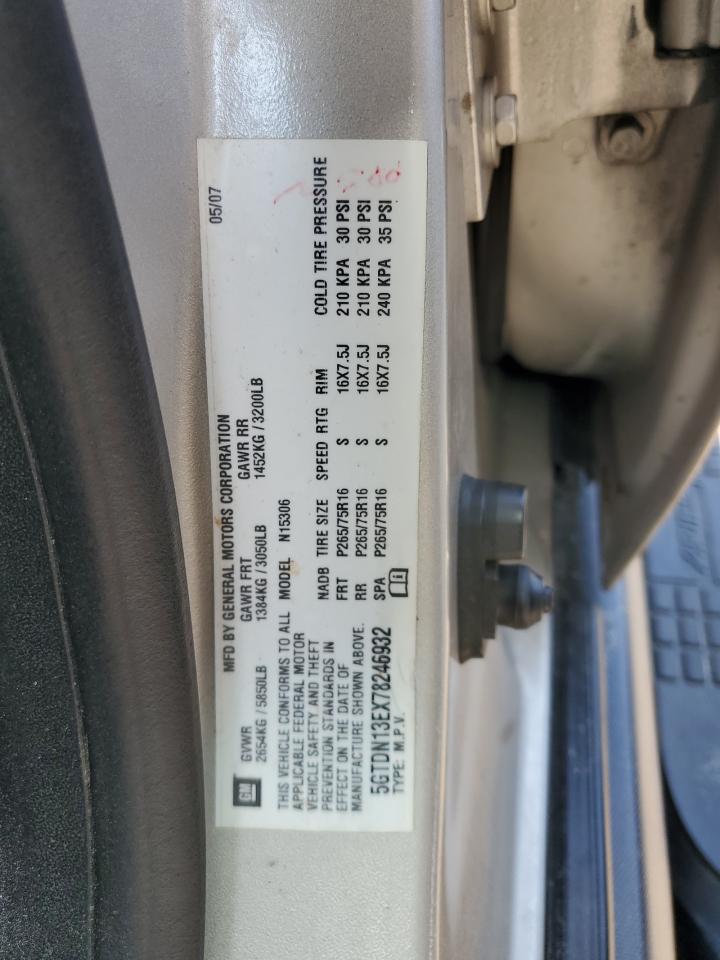 MFD BY GENERAL MOTORS CORPORATION 05/07
GM
GVWR GAWR FRT GAWR RR
2654KG / 5850LB 1384KG / 3050LB 1452KG / 3200LB
THIS VEHICLE CONFORMS TO ALL MODEL N15306
APPLICABLE FEDERAL MOTOR
VEHICLE SAFETY AND THEFT
PREVENTION STANDARDS IN
EFFECT ON THE DATE OF
MANUFACTURE SHOWN ABOVE.
NADB TIRE SIZE SPEED RTG RIM COLD TIRE PRESSURE
FRT P265/75R16 S 16X7.5J 210 KPA 30 PSI
RR P265/75R16 S 16X7.5J 210 KPA 30 PSI
SPA P265/75R16 S 16X7.5J 240 KPA 35 PSI
5GTDN13EX78246932
TYPE: M.P.V.